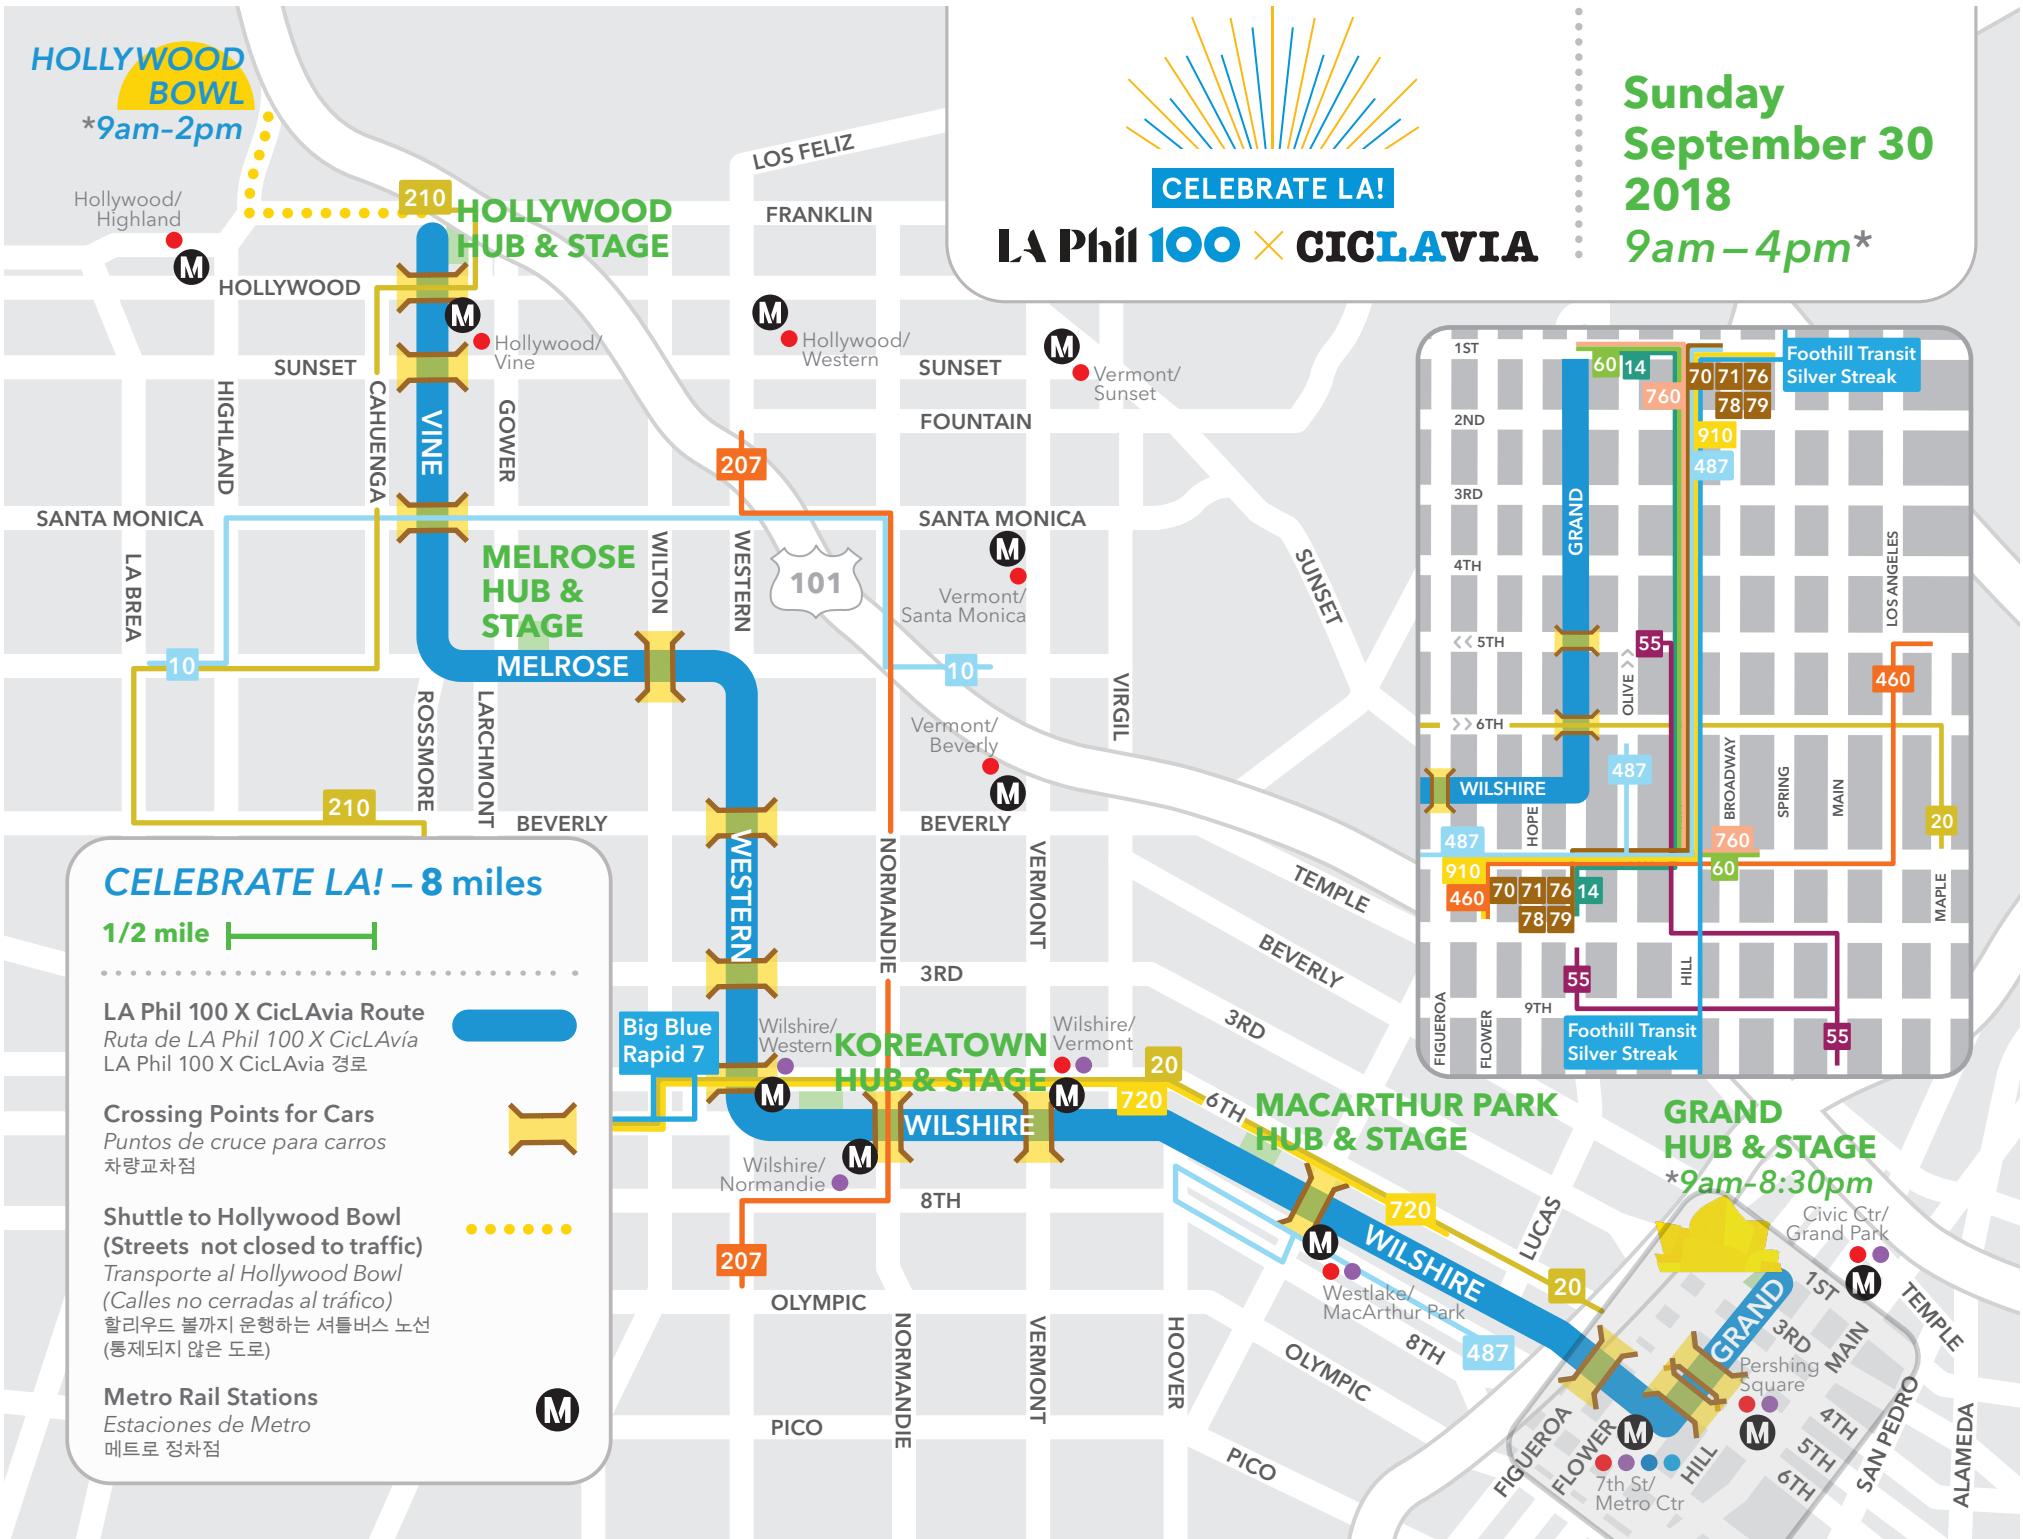 HOLLYWOOD
BOWL
*9am–2pm
CELEBRATE LA!
LA Phil 100 × CICLAVIA
Sunday
September 30
2018
9am–4pm*
LOS FELIZ
FRANKLIN
Hollywood/
Highland
M
210
HOLLYWOOD
HUB & STAGE
HOLLYWOOD
M
Hollywood/
Vine
M
Hollywood/
Western
M
Vermont/
Sunset
SUNSET
SUNSET
FOUNTAIN
HIGHLAND
CAHUENGA
VINE
GOWER
207
SANTA MONICA
SANTA MONICA
M
Vermont/
Santa Monica
LA BREA
MELROSE
HUB &
STAGE
WILTON
WESTERN
101
SUNSET
10
MELROSE
10
ROSSMORE
LARCHMONT
VIRGIL
Vermont/
Beverly
M
210
BEVERLY
BEVERLY
WESTERN
NORMANDIE
VERMONT
TEMPLE
BEVERLY
3RD
3RD
CELEBRATE LA! – 8 miles
1/2 mile
LA Phil 100 X CicLAvia Route
Ruta de LA Phil 100 X CicLAvía
LA Phil 100 X CicLAvia 경로
Crossing Points for Cars
Puntos de cruce para carros
차량교차점
Shuttle to Hollywood Bowl
(Streets not closed to traffic)
Transporte al Hollywood Bowl
(Calles no cerradas al tráfico)
할리우드 볼까지 운행하는 셔틀버스 노선
(통제되지 않은 도로)
Metro Rail Stations
Estaciones de Metro
메트로 정차점
M
Big Blue
Rapid 7
Wilshire/
Western
M
KOREATOWN
HUB & STAGE
Wilshire/
Vermont
M
20
720
6TH
WILSHIRE
M
Wilshire/
Normandie
8TH
207
OLYMPIC
NORMANDIE
VERMONT
HOOVER
PICO
MACARTHUR PARK
HUB & STAGE
720
M
Westlake/
MacArthur Park
WILSHIRE
LUCAS
20
8TH
487
OLYMPIC
PICO
GRAND
HUB & STAGE
*9am–8:30pm
Civic Ctr/
Grand Park
M
1ST
TEMPLE
GRAND
3RD
MAIN
Pershing
Square
M
4TH
5TH
6TH
SAN PEDRO
ALAMEDA
FIGUEROA
FLOWER
M
HILL
7th St/
Metro Ctr
1ST
60
14
760
70 71 76
78 79
Foothill Transit
Silver Streak
910
487
2ND
3RD
GRAND
4TH
LOS ANGELES
<< 5TH
55
OLIVE >>
460
>> 6TH
487
BROADWAY
SPRING
MAIN
WILSHIRE
HOPE
20
487
760
910
60
460
70 71 76
78 79
14
MAPLE
55
HILL
FIGUEROA
FLOWER
9TH
Foothill Transit
Silver Streak
55